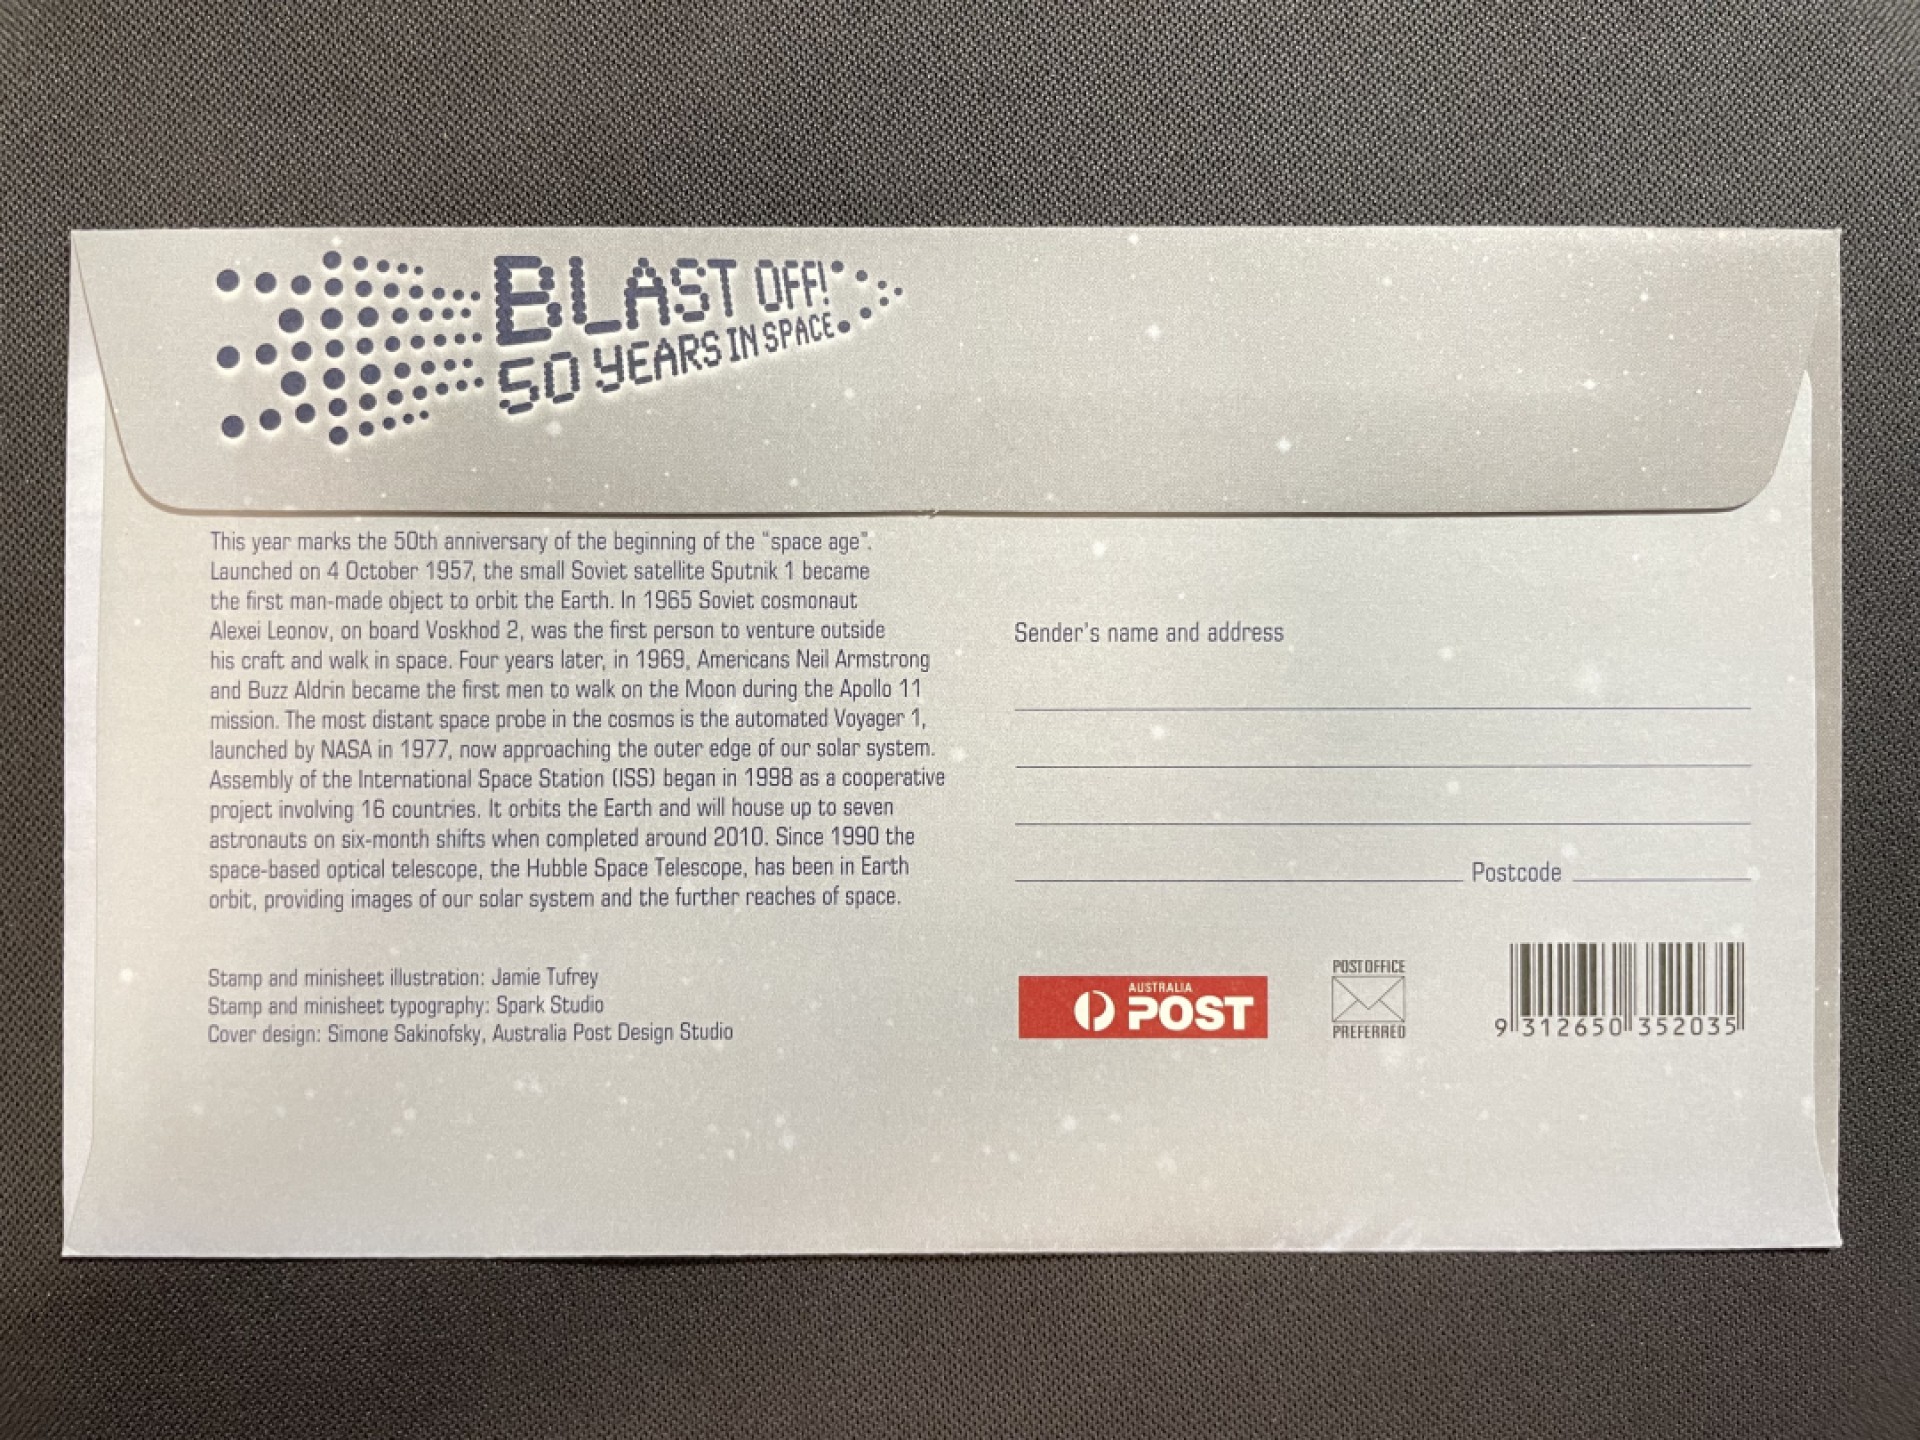 BLAST OFF!
50 YEARS IN SPACE
This year marks the 50th anniversary of the beginning of the "space age".
Launched on 4 October 1957, the small Soviet satellite Sputnik 1 became
the first man-made object to orbit the Earth. In 1965 Soviet cosmonaut
Alexei Leonov, on board Voskhod 2, was the first person to venture outside
his craft and walk in space. Four years later, in 1969, Americans Neil Armstrong
and Buzz Aldrin became the first men to walk on the Moon during the Apollo 11
mission. The most distant space probe in the cosmos is the automated Voyager 1,
launched by NASA in 1977, now approaching the outer edge of our solar system.
Assembly of the International Space Station (ISS) began in 1998 as a cooperative
project involving 16 countries. It orbits the Earth and will house up to seven
astronauts on six-month shifts when completed around 2010. Since 1990 the
space-based optical telescope, the Hubble Space Telescope, has been in Earth
orbit, providing images of our solar system and the further reaches of space.
Stamp and minisheet illustration: Jamie Tufrey
Stamp and minisheet typography: Spark Studio
Cover design: Simone Sakinofsky, Australia Post Design Studio
Sender's name and address
Postcode
AUSTRALIA
POST
POST OFFICE
PREFERRED
9 312650 352035